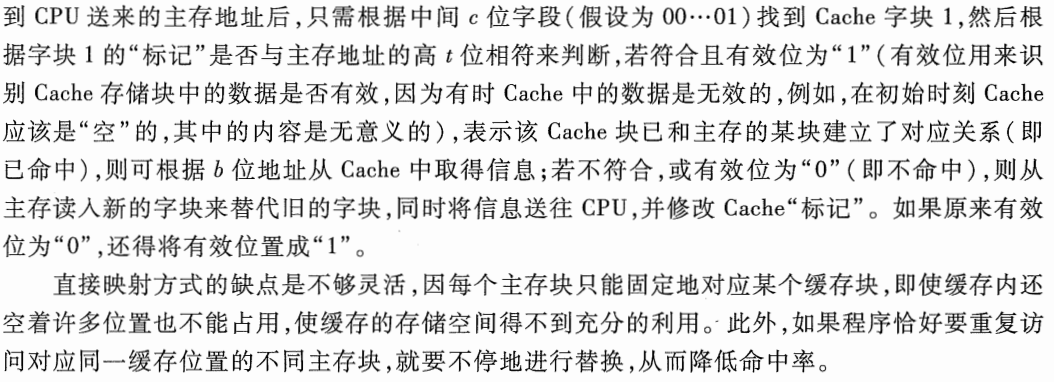 到 CPU 送来的主存地址后,只需根据中间 c 位字段(假设为 00…01)找到 Cache 字块 1,然后根
据字块 1 的“标记”是否与主存地址的高 t 位相符来判断,若符合且有效位为“1”(有效位用来识
别 Cache 存储块中的数据是否有效,因为有时 Cache 中的数据是无效的,例如,在初始时刻 Cache
应该是“空”的,其中的内容是无意义的),表示该 Cache 块已和主存的某块建立了对应关系(即
已命中),则可根据 b 位地址从 Cache 中取得信息;若不符合,或有效位为“0”(即不命中),则从
主存读入新的字块来替代旧的字块,同时将信息送往 CPU,并修改 Cache“标记”。如果原来有效
位为“0”,还得将有效位置成“1”。
直接映射方式的缺点是不够灵活,因每个主存块只能固定地对应某个缓存块,即使缓存内还
空着许多位置也不能占用,使缓存的存储空间得不到充分的利用。此外,如果程序恰好要重复访
问对应同一缓存位置的不同主存块,就要不停地进行替换,从而降低命中率。